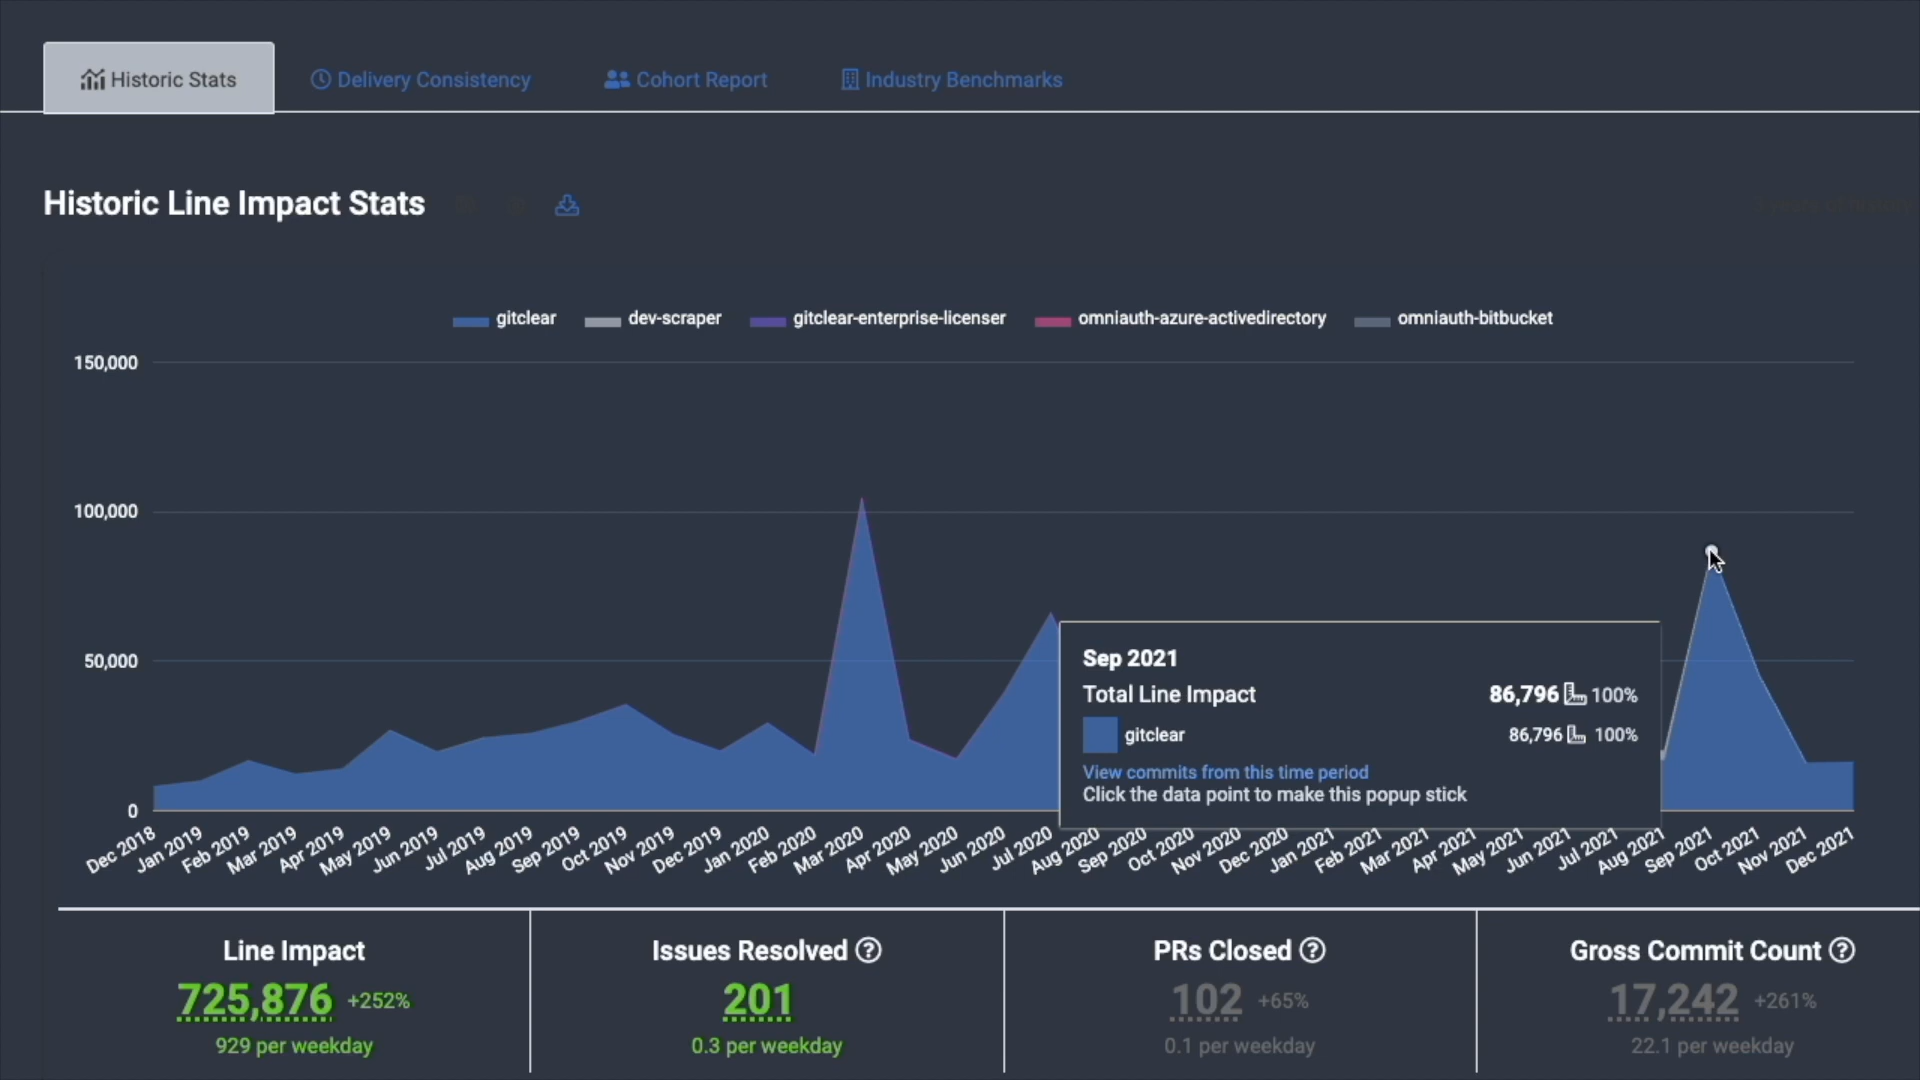 Historic Stats
Delivery Consistency
Cohort Report
Industry Benchmarks
Historic Line Impact Stats
gitclear
dev-scraper
gitclear-enterprise-licenser
omniauth-azure-activedirectory
omniauth-bitbucket
150,000
100,000
50,000
0
Sep 2021
Total Line Impact 86,796 100%
gitclear 86,796 100%
View commits from this time period
Click the data point to make this popup stick
Dec 2018
Jan 2019
Feb 2019
Mar 2019
Apr 2019
May 2019
Jun 2019
Jul 2019
Aug 2019
Sep 2019
Oct 2019
Nov 2019
Dec 2019
Jan 2020
Feb 2020
Mar 2020
Apr 2020
May 2020
Jun 2020
Jul 2020
Aug 2020
Sep 2020
Oct 2020
Nov 2020
Dec 2020
Jan 2021
Feb 2021
Mar 2021
Apr 2021
May 2021
Jun 2021
Jul 2021
Aug 2021
Sep 2021
Oct 2021
Nov 2021
Dec 2021
Line Impact
725,876 +252%
929 per weekday
Issues Resolved ?
201
0.3 per weekday
PRs Closed ?
102 +65%
0.1 per weekday
Gross Commit Count ?
17,242 +261%
22.1 per weekday